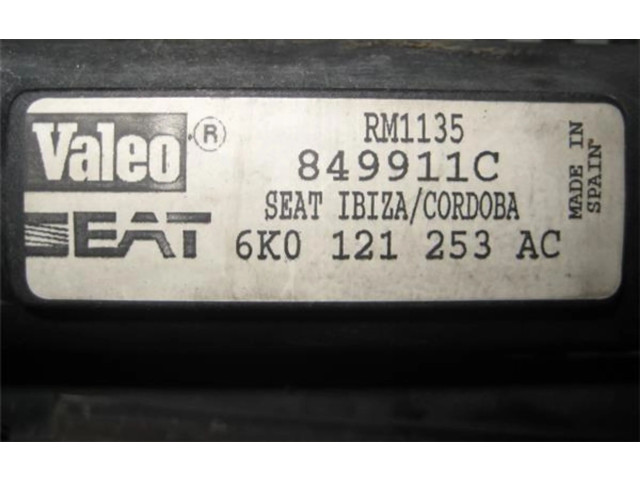 Valeo®
SEAT
RM1135
849911C
SEAT IBIZA/CORDOBA
6K0 121 253 AC
MADE IN
SPAIN